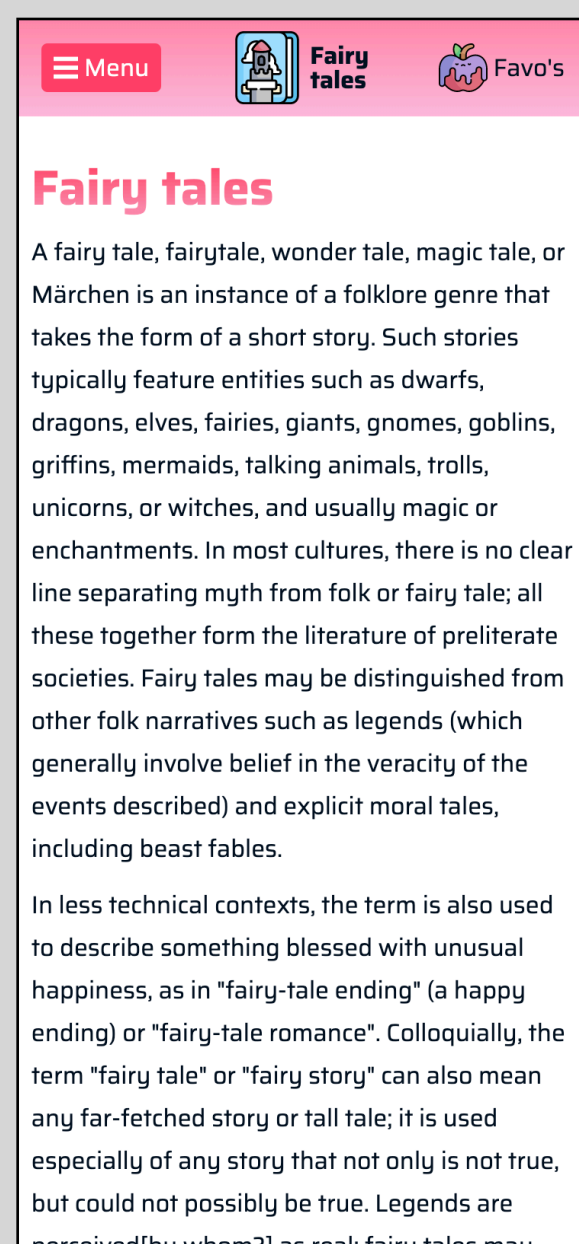 Menu
Fairy
tales
Favo's
Fairy tales
A fairy tale, fairytale, wonder tale, magic tale, or
Märchen is an instance of a folklore genre that
takes the form of a short story. Such stories
typically feature entities such as dwarfs,
dragons, elves, fairies, giants, gnomes, goblins,
griffins, mermaids, talking animals, trolls,
unicorns, or witches, and usually magic or
enchantments. In most cultures, there is no clear
line separating myth from folk or fairy tale; all
these together form the literature of preliterate
societies. Fairy tales may be distinguished from
other folk narratives such as legends (which
generally involve belief in the veracity of the
events described) and explicit moral tales,
including beast fables.
In less technical contexts, the term is also used
to describe something blessed with unusual
happiness, as in "fairy-tale ending" (a happy
ending) or "fairy-tale romance". Colloquially, the
term "fairy tale" or "fairy story" can also mean
any far-fetched story or tall tale; it is used
especially of any story that not only is not true,
but could not possibly be true. Legends are
perceived[by whom?] as real; fairy tales may